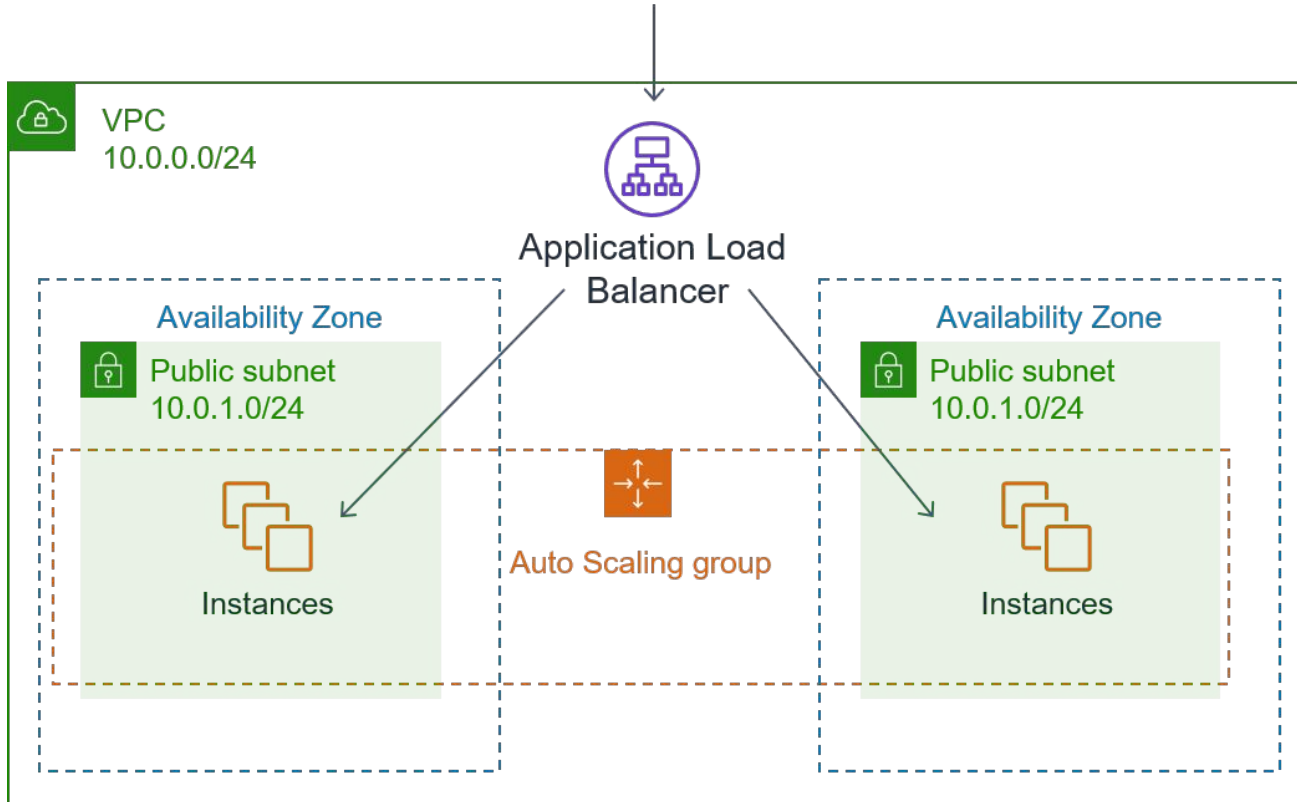 VPC
10.0.0.0/24
Application Load
Balancer
Availability Zone
Public subnet
10.0.1.0/24
Instances
Auto Scaling group
Availability Zone
Public subnet
10.0.1.0/24
Instances